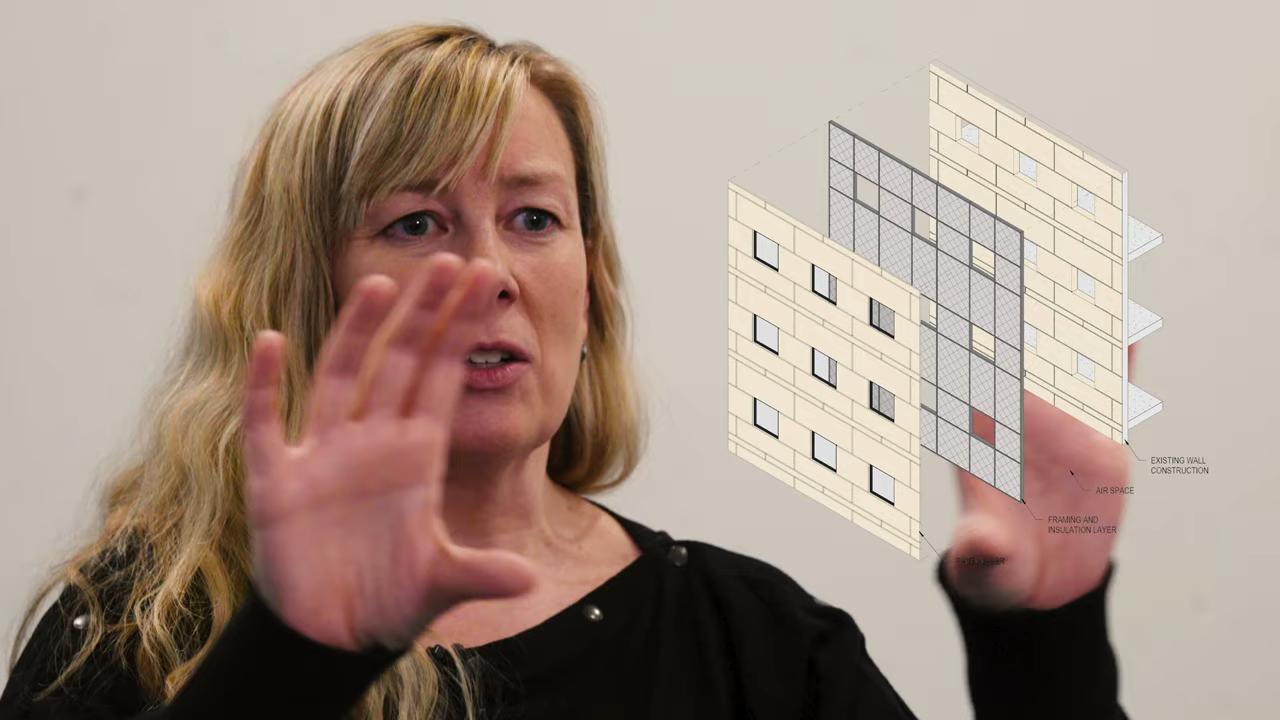 EXISTING WALL
CONSTRUCTION
AIR SPACE
FRAMING AND
INSULATION LAYER